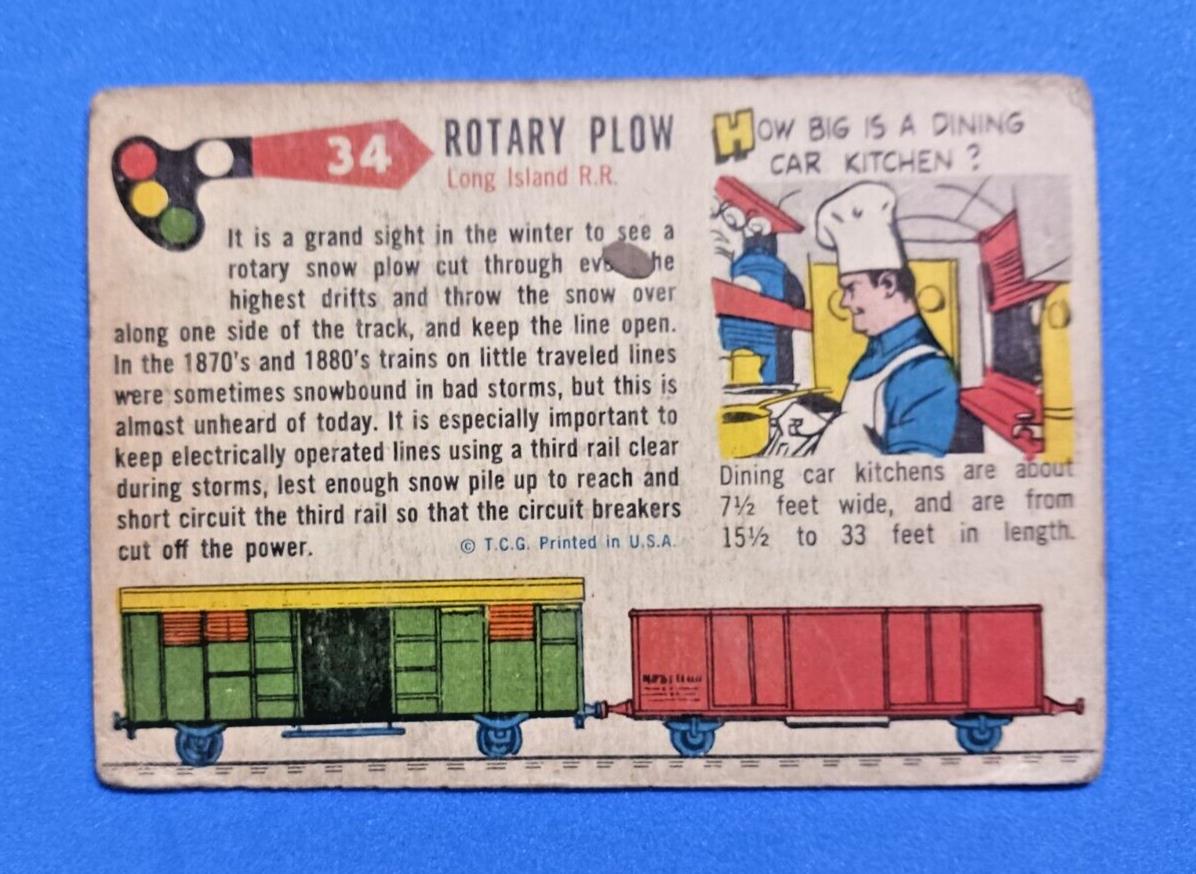 34
ROTARY PLOW
Long Island R.R.
It is a grand sight in the winter to see a
rotary snow plow cut through he
highest drifts and throw the snow over
along one side of the track, and keep the line open.
In the 1870's and 1880's trains on little traveled lines
were sometimes snowbound in bad storms, but this is
almost unheard of today. It is especially important to
keep electrically operated lines using a third rail clear
during storms, lest enough snow pile up to reach and
short circuit the third rail so that the circuit breakers
cut off the power.
© T.C.G. Printed in U.S.A.
HOW BIG IS A DINING
CAR KITCHEN ?
Dining car kitchens are about
7½ feet wide, and are from
15½ to 33 feet in length.